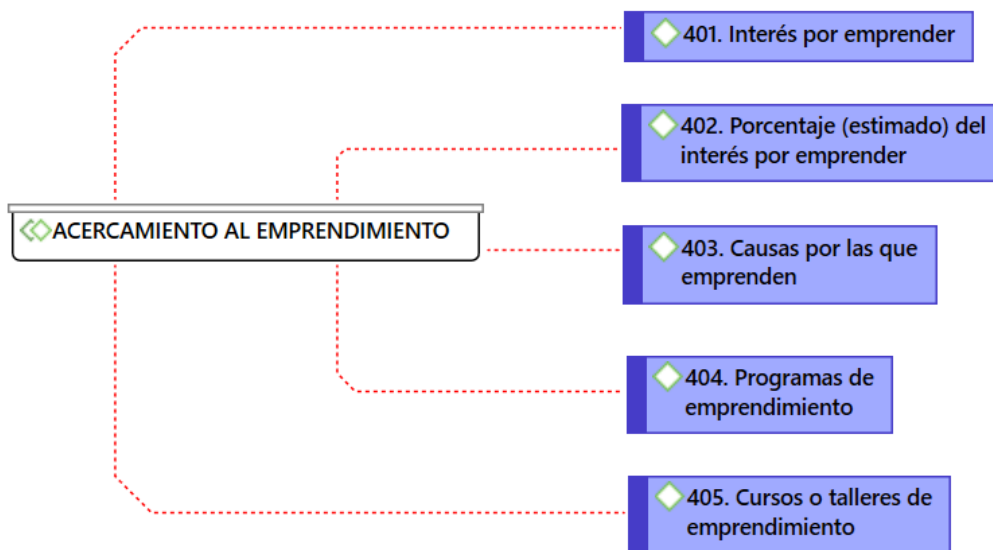 401. Interés por emprender
402. Porcentaje (estimado) del
interés por emprender
ACERCAMIENTO AL EMPRENDIMIENTO
403. Causas por las que
emprenden
404. Programas de
emprendimiento
405. Cursos o talleres de
emprendimiento